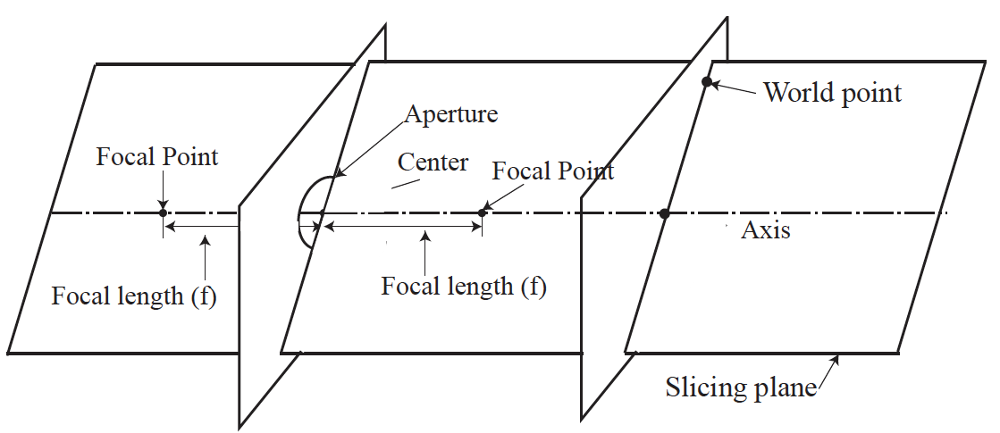 World point
Aperture
Focal Point
Center
Focal Point
Axis
Focal length (f)
Focal length (f)
Slicing plane